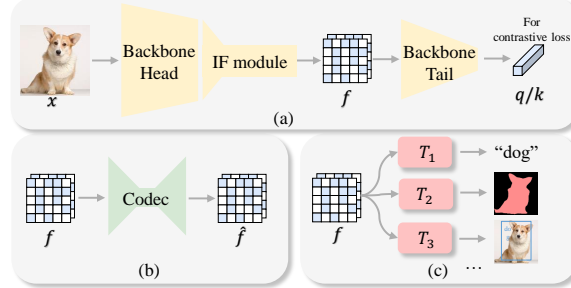 Backbone
Head
IF module
Backbone
Tail
For
contrastive loss
x
f
q/k
(a)
Codec
f
f̂
(b)
T₁
"dog"
T₂
T₃
f
...
(c)